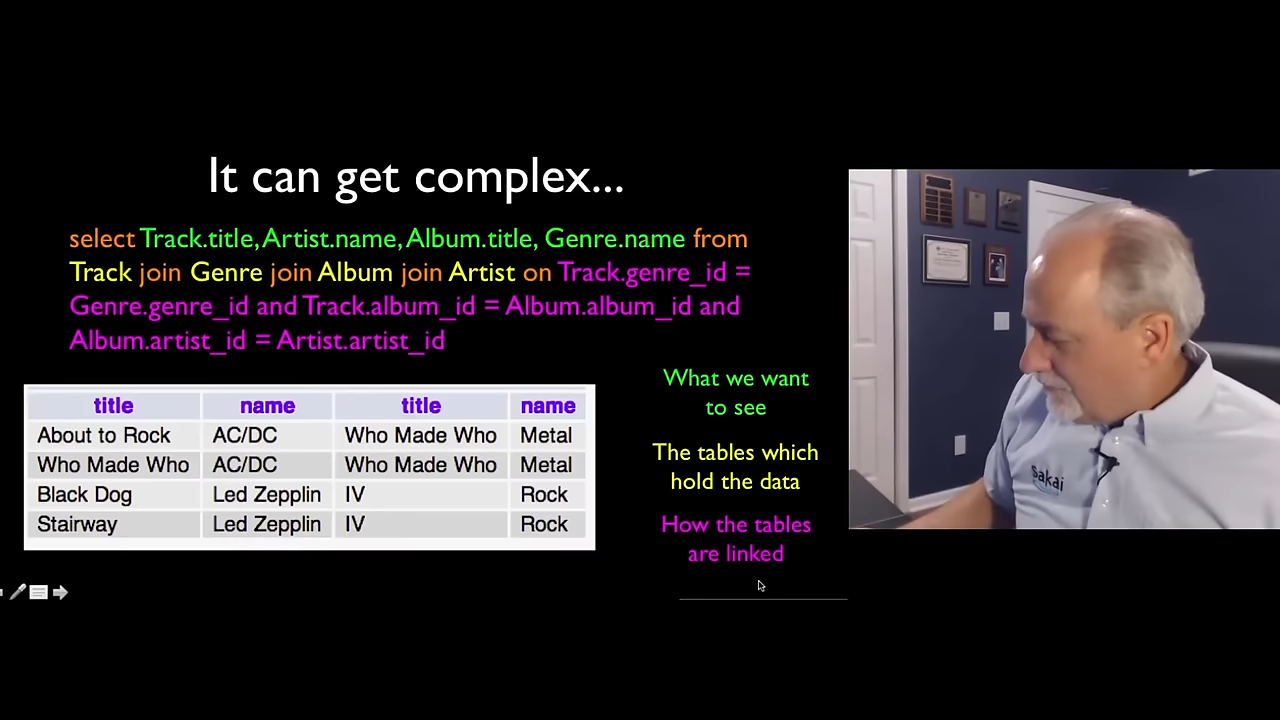 It can get complex...
select Track.title, Artist.name, Album.title, Genre.name from
Track join Genre join Album join Artist on Track.genre_id =
Genre.genre_id and Track.album_id = Album.album_id and
Album.artist_id = Artist.artist_id
title name title name
About to Rock AC/DC Who Made Who Metal
Who Made Who AC/DC Who Made Who Metal
Black Dog Led Zepplin IV Rock
Stairway Led Zepplin IV Rock
What we want
to see
The tables which
hold the data
How the tables
are linked
Sakai